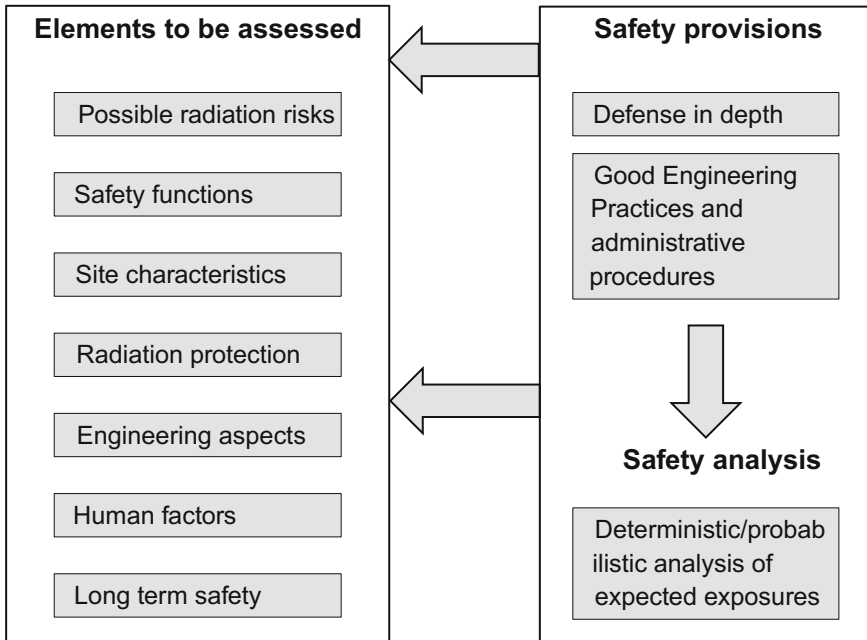 Elements to be assessed
Possible radiation risks
Safety functions
Site characteristics
Radiation protection
Engineering aspects
Human factors
Long term safety
Safety provisions
Defense in depth
Good Engineering
Practices and
administrative
procedures
Safety analysis
Deterministic/probab
ilistic analysis of
expected exposures